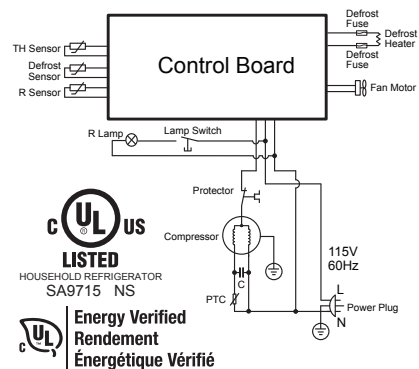 Defrost
Fuse
Defrost
Heater
Defrost
Fuse
TH Sensor
Defrost
Sensor
R Sensor
Control Board
Fan Motor
R Lamp
Lamp Switch
Protector
Compressor
C
PTC
115V
60Hz
L
Power Plug
N
C UL US
®
LISTED
HOUSEHOLD REFRIGERATOR
SA9715 NS
C UL
Energy Verified
Rendement
Énergétique Vérifié